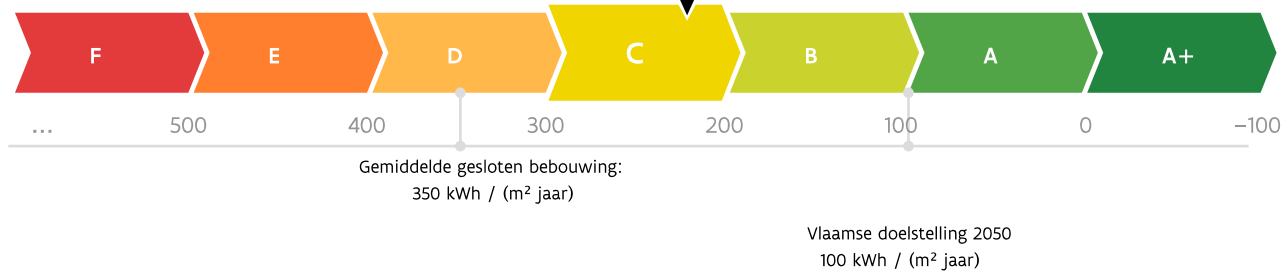 F E D C B A A+
... 500 400 300 200 100 0 –100
Gemiddelde gesloten bebouwing:
350 kWh / (m² jaar)
Vlaamse doelstelling 2050
100 kWh / (m² jaar)